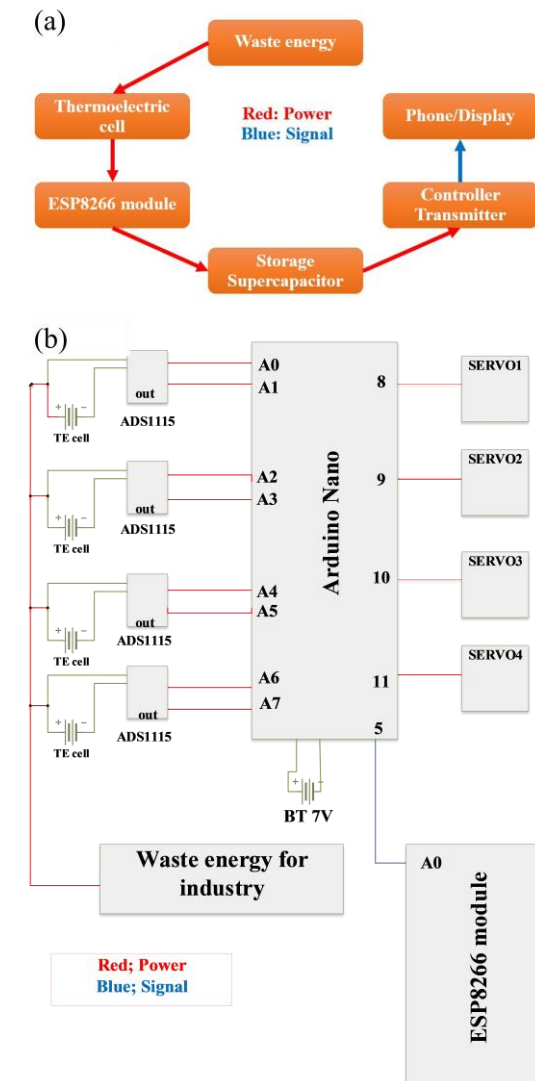 (a)
Waste energy
Thermoelectric
cell
Red: Power
Blue: Signal
Phone/Display
ESP8266 module
Controller
Transmitter
Storage
Supercapacitor
(b)
A0
A1
out
ADS1115
+ −
TE cell
8
SERVO1
A2
A3
out
ADS1115
+ −
TE cell
9
SERVO2
Arduino Nano
A4
A5
out
ADS1115
+ −
TE cell
10
SERVO3
A6
A7
out
ADS1115
+ −
TE cell
11
SERVO4
5
+ −
BT 7V
Waste energy for
industry
A0
ESP8266 module
Red; Power
Blue; Signal